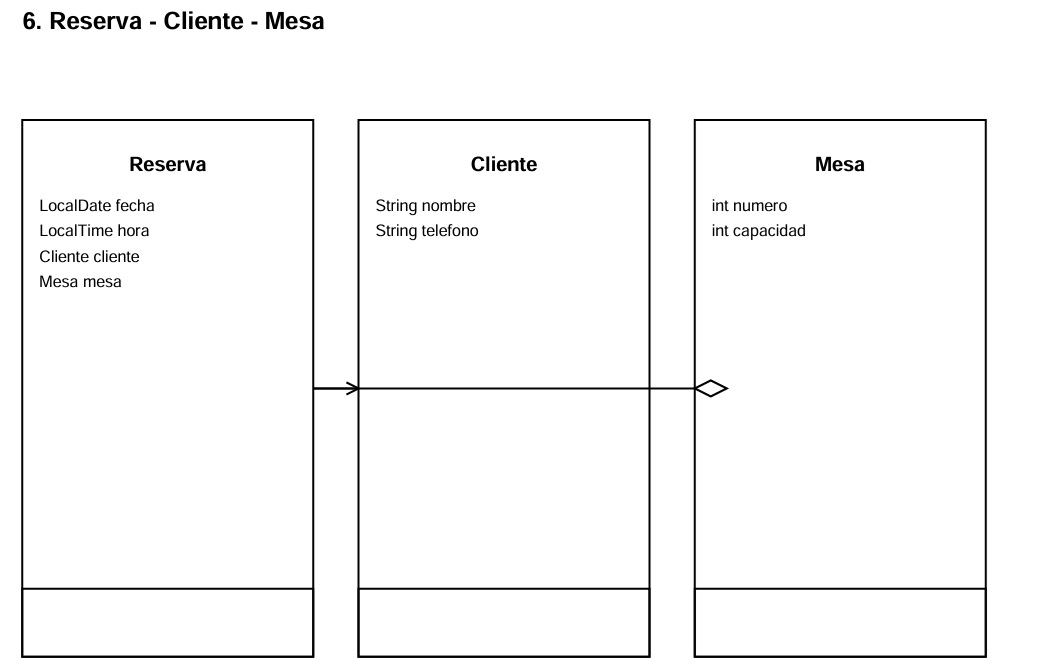 6. Reserva - Cliente - Mesa
Reserva
LocalDate fecha
LocalTime hora
Cliente cliente
Mesa mesa
Cliente
String nombre
String telefono
Mesa
int numero
int capacidad